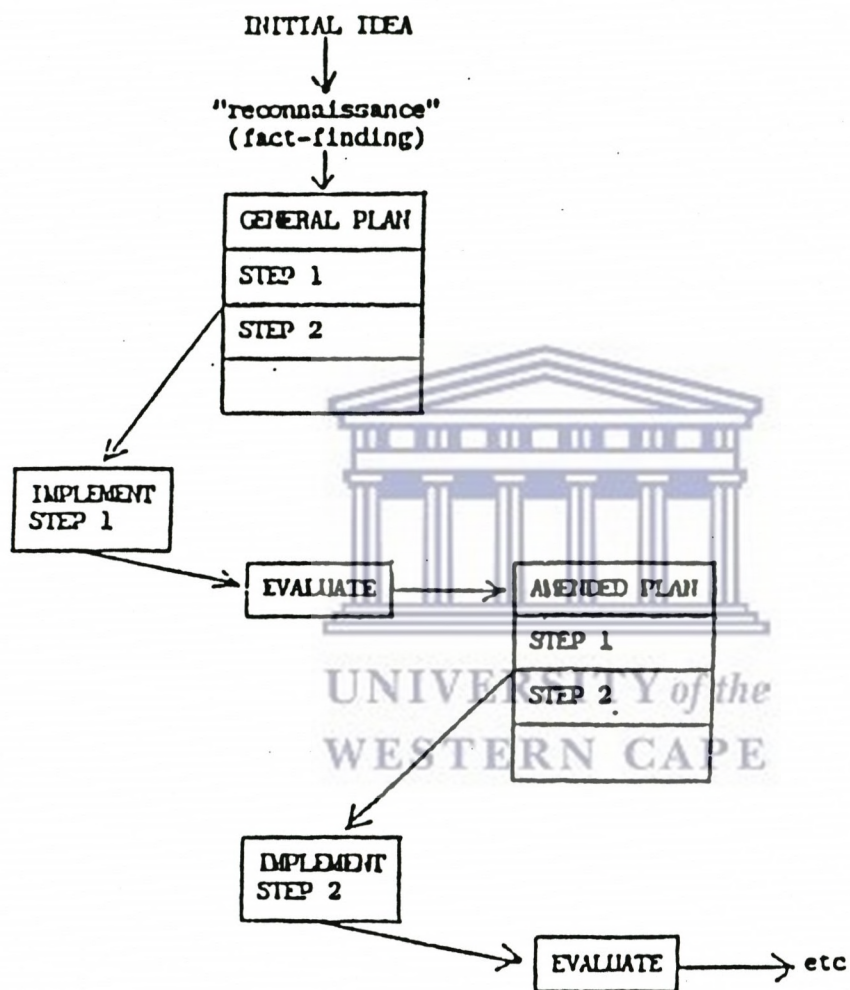 INITIAL IDEA
"reconnaissance"
(fact-finding)
GENERAL PLAN
STEP 1
STEP 2
IMPLEMENT
STEP 1
EVALUATE
AMENDED PLAN
STEP 1
STEP 2
UNIVERSITY of the
WESTERN CAPE
IMPLEMENT
STEP 2
EVALUATE
etc